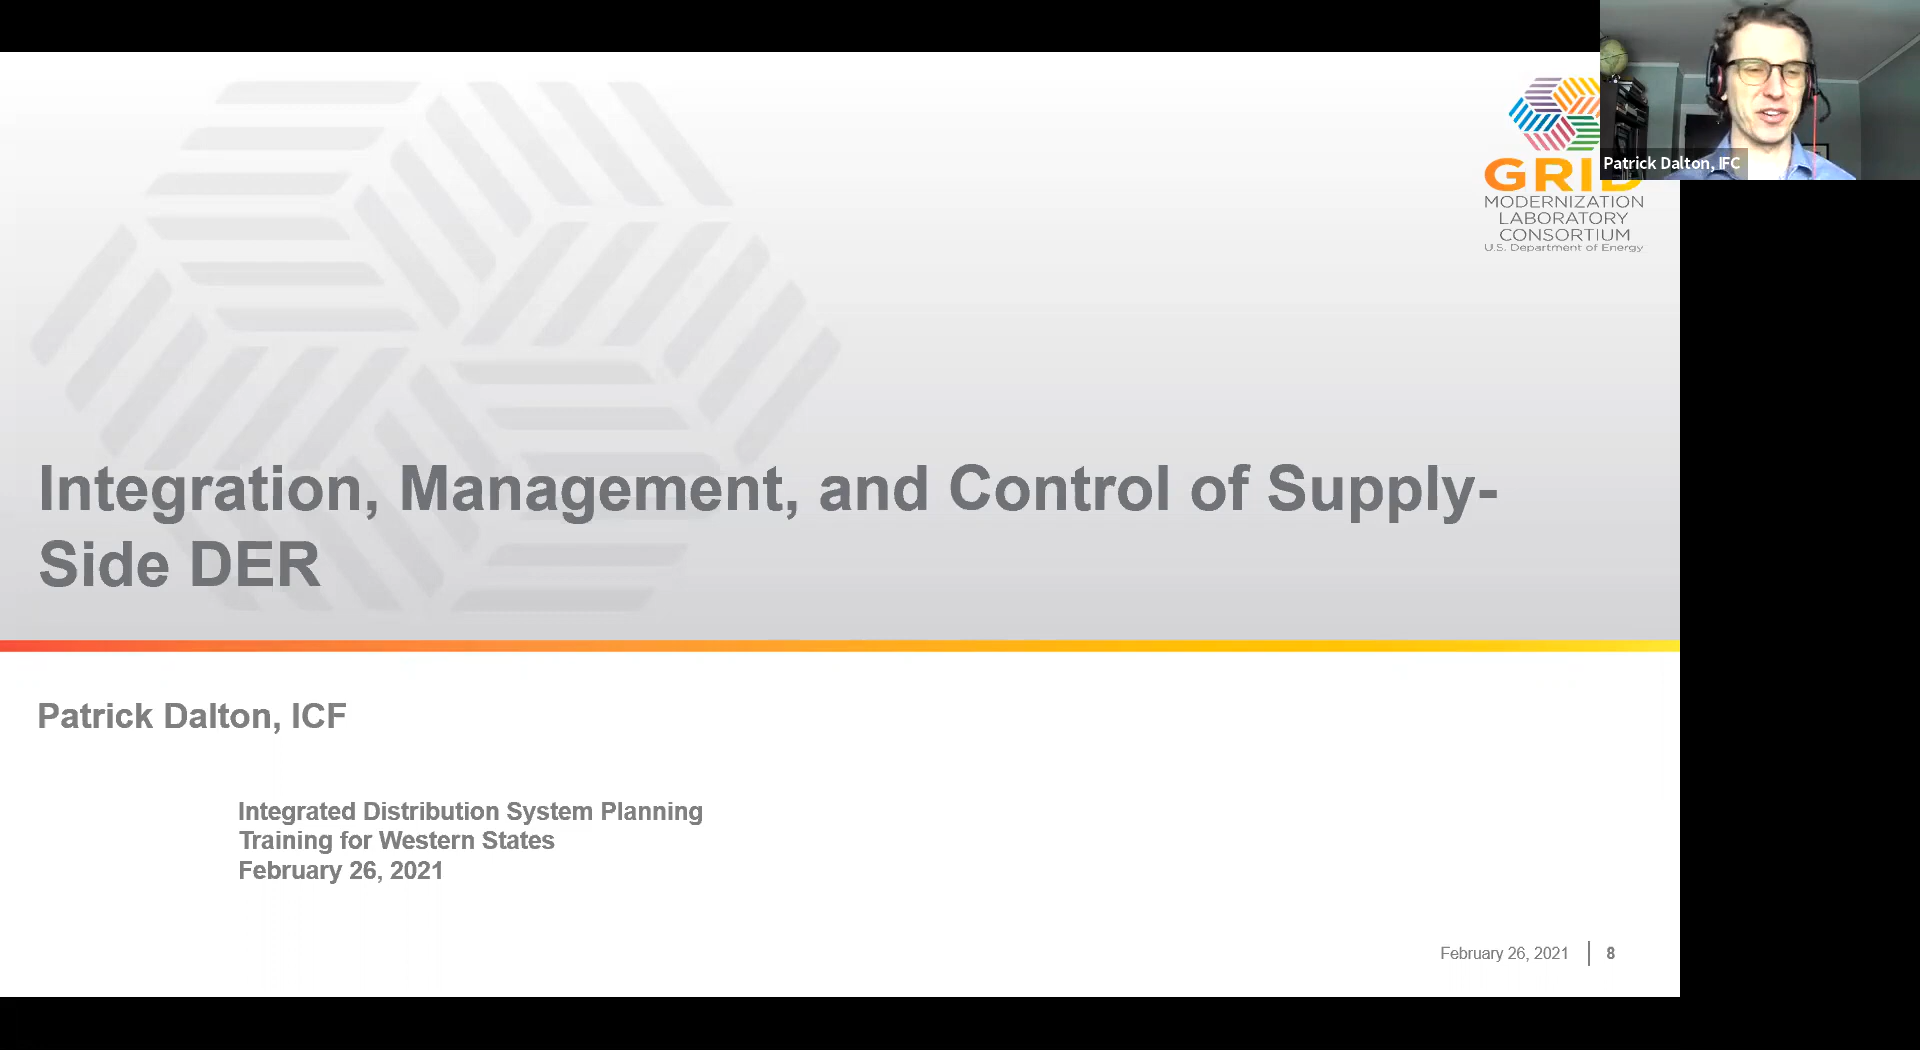 Patrick Dalton, IFC
GRID
MODERNIZATION
LABORATORY
CONSORTIUM
U.S. Department of Energy
Integration, Management, and Control of Supply-
Side DER
Patrick Dalton, ICF
Integrated Distribution System Planning
Training for Western States
February 26, 2021
February 26, 2021 8